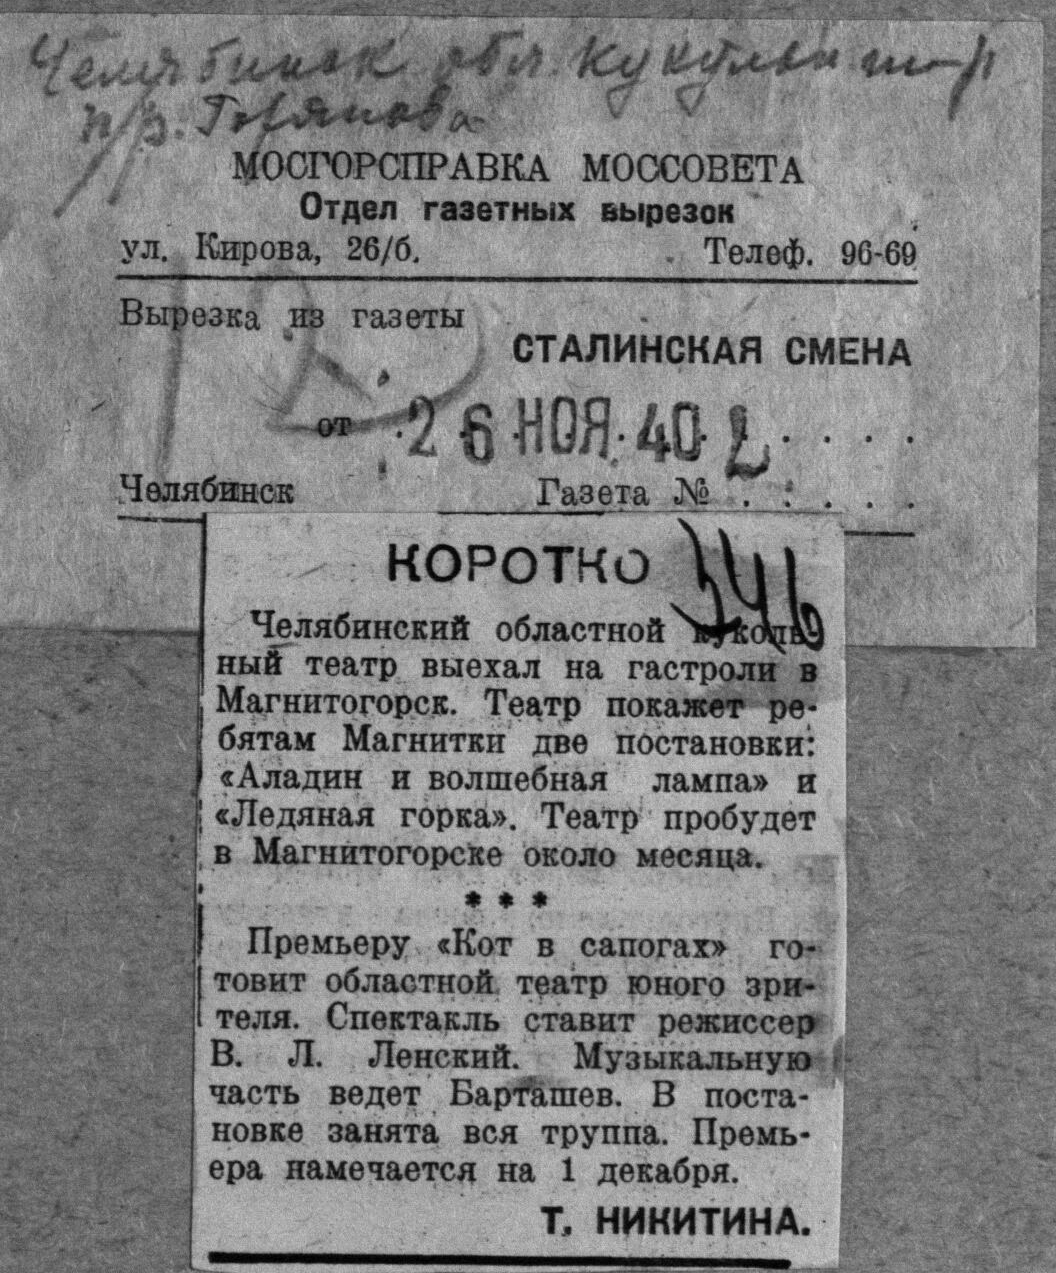 Челябинск обл. кукульн т-р
п/з. Горянова
МОСГОРСПРАВКА МОССОВЕТА
Отдел газетных вырезок
ул. Кирова, 26/б. Телеф. 96-69
Вырезка из газеты
СТАЛИНСКАЯ СМЕНА
от 26 НОЯ. 40
Челябинск Газета № . . . . .
КОРОТКО
Челябинский областной куколь-
ный театр выехал на гастроли в
Магнитогорск. Театр покажет ре-
бятам Магнитки две постановки:
«Аладин и волшебная лампа» и
«Ледяная горка». Театр пробудет
в Магнитогорске около месяца.
* * *
Премьеру «Кот в сапогах» го-
товит областной театр юного зри-
теля. Спектакль ставит режиссер
В. Л. Ленский. Музыкальную
часть ведет Барташев. В поста-
новке занята вся труппа. Премь-
ера намечается на 1 декабря.
Т. НИКИТИНА.